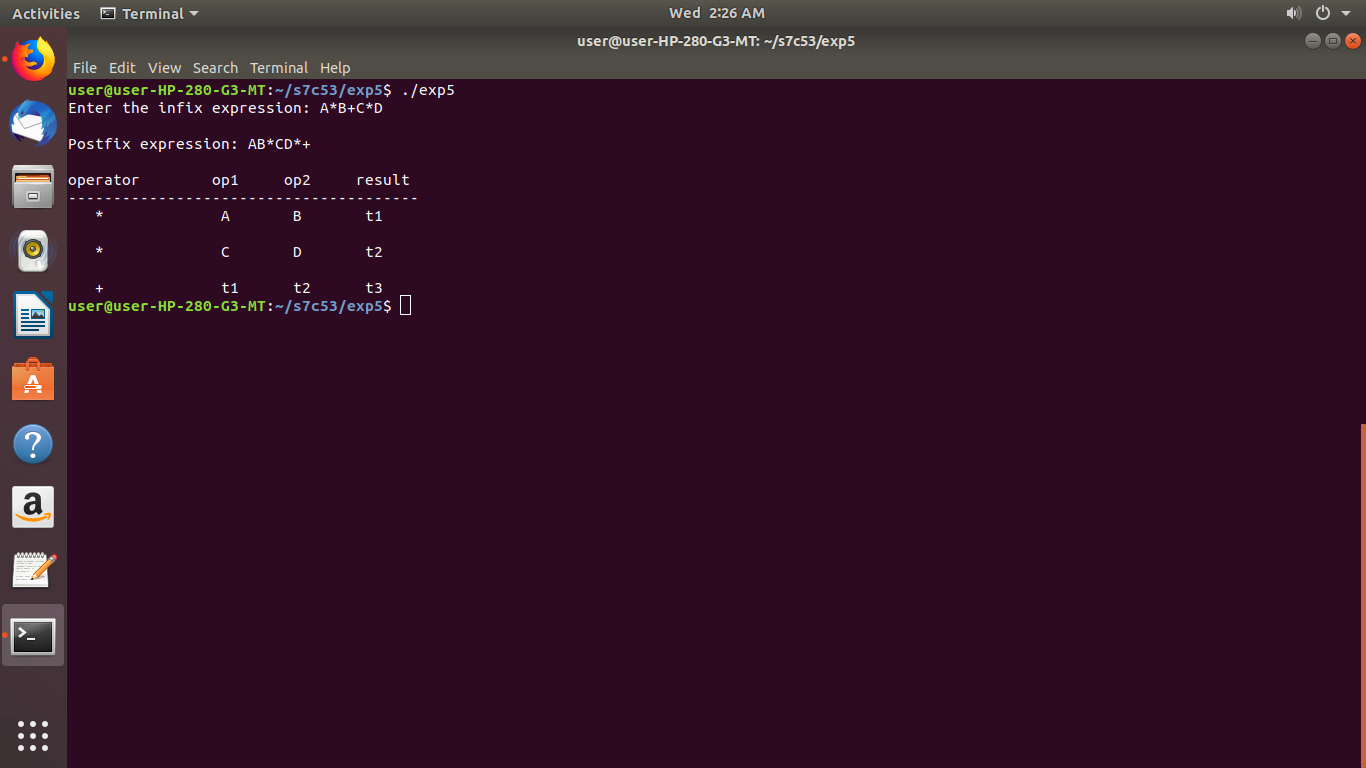 Activities Terminal Wed 2:26 AM
user@user-HP-280-G3-MT: ~/s7c53/exp5
File Edit View Search Terminal Help
user@user-HP-280-G3-MT:~/s7c53/exp5$ ./exp5
Enter the infix expression: A*B+C*D
Postfix expression: AB*CD*+
operator op1 op2 result
---------------------------------------
* A B t1
* C D t2
+ t1 t2 t3
user@user-HP-280-G3-MT:~/s7c53/exp5$